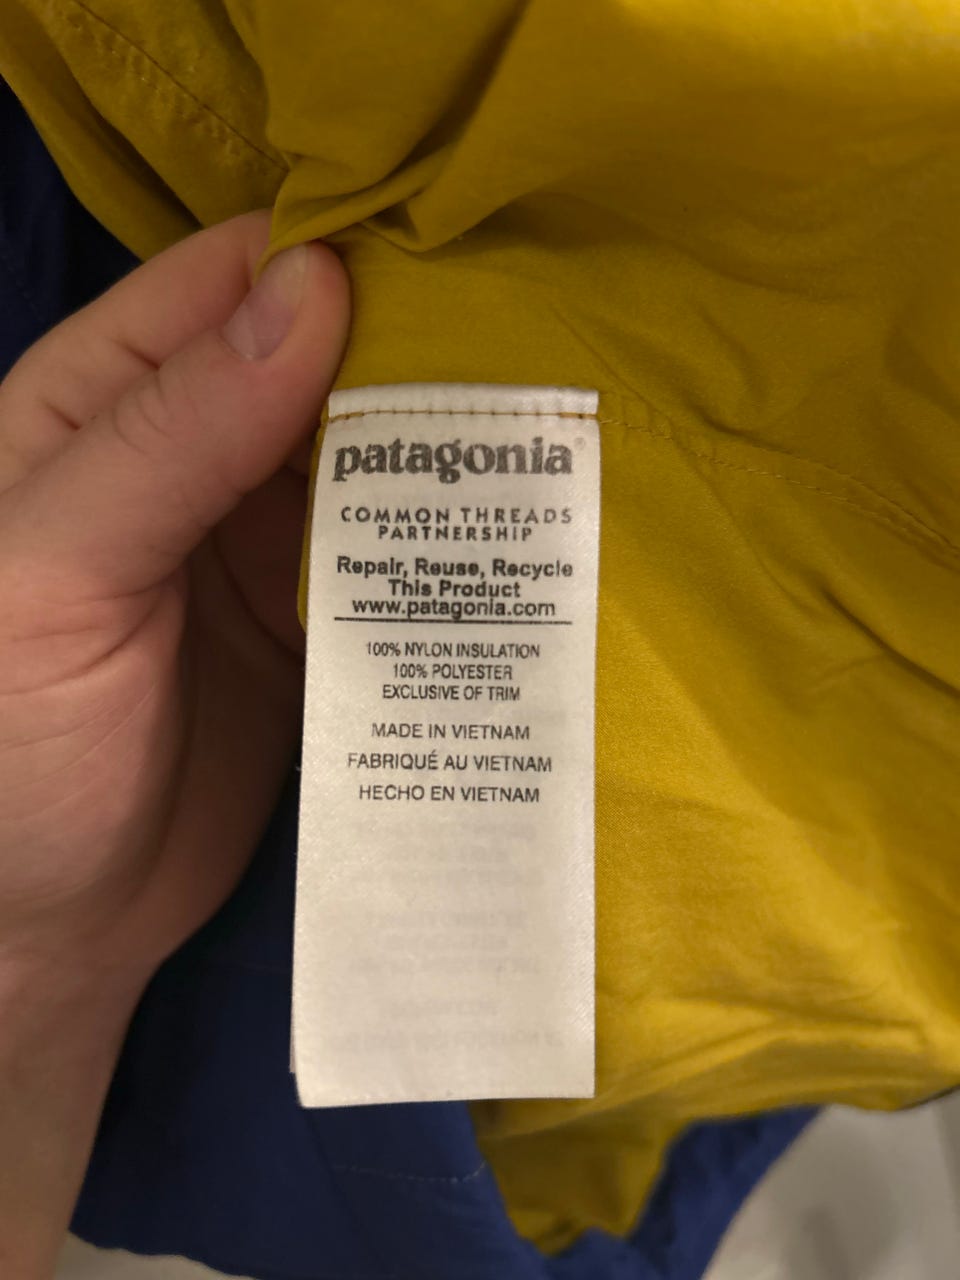 patagonia®
COMMON THREADS
PARTNERSHIP
Repair, Reuse, Recycle
This Product
www.patagonia.com
100% NYLON INSULATION
100% POLYESTER
EXCLUSIVE OF TRIM
MADE IN VIETNAM
FABRIQUÉ AU VIETNAM
HECHO EN VIETNAM